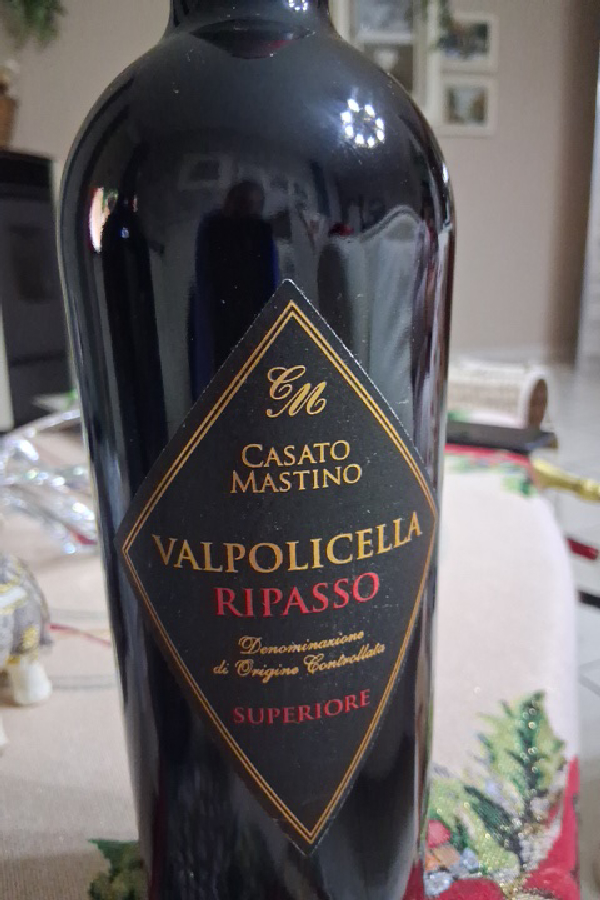 CM
CASATO
MASTINO
VALPOLICELLA
RIPASSO
Denominazione
di Origine Controllata
SUPERIORE